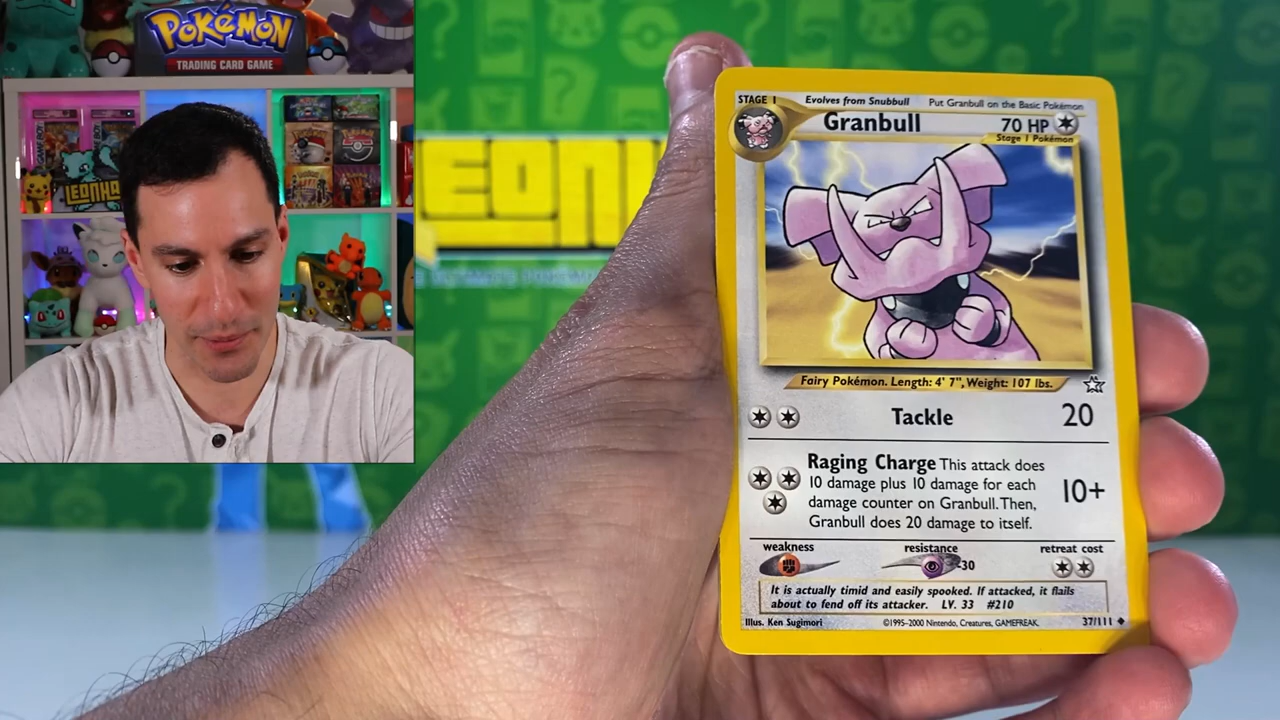 POKÉMON
TRADING CARD GAME
LEONHA
EONH
STAGE 1
Evolves from Snubbull
Put Granbull on the Basic Pokémon
Granbull
70 HP
Stage 1 Pokémon
Fairy Pokémon. Length: 4' 7", Weight: 107 lbs.
Tackle 20
Raging Charge This attack does
10 damage plus 10 damage for each
damage counter on Granbull. Then,
Granbull does 20 damage to itself.
10+
weakness resistance retreat cost
-30
It is actually timid and easily spooked. If attacked, it flails
about to fend off its attacker. LV. 33 #210
Illus. Ken Sugimori
©1995-2000 Nintendo, Creatures, GAMEFREAK.
37/111